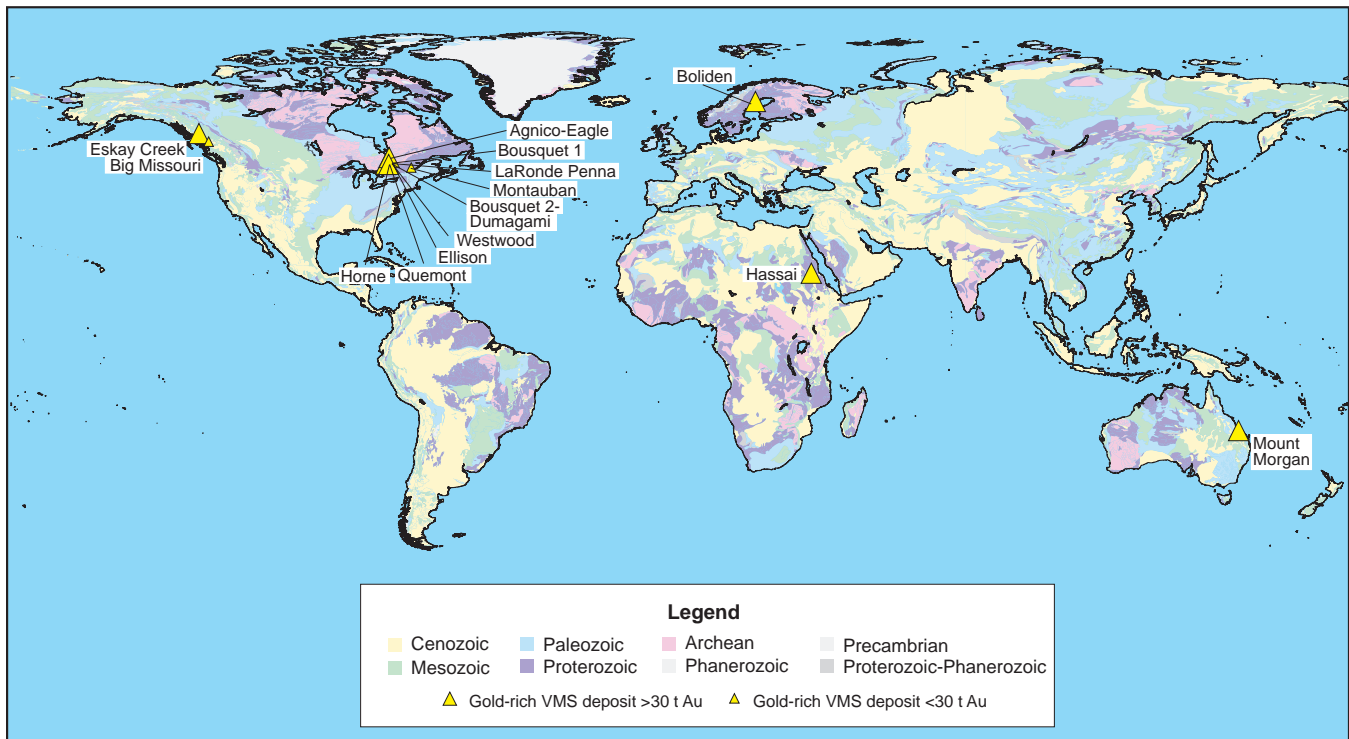 Boliden
Agnico-Eagle
Bousquet 1
Eskay Creek
LaRonde Penna
Big Missouri
Montauban
Bousquet 2-
Dumagami
Westwood
Ellison
Horne
Quemont
Hassai
Mount
Morgan
Legend
Cenozoic
Paleozoic
Archean
Precambrian
Mesozoic
Proterozoic
Phanerozoic
Proterozoic-Phanerozoic
Gold-rich VMS deposit >30 t Au
Gold-rich VMS deposit <30 t Au